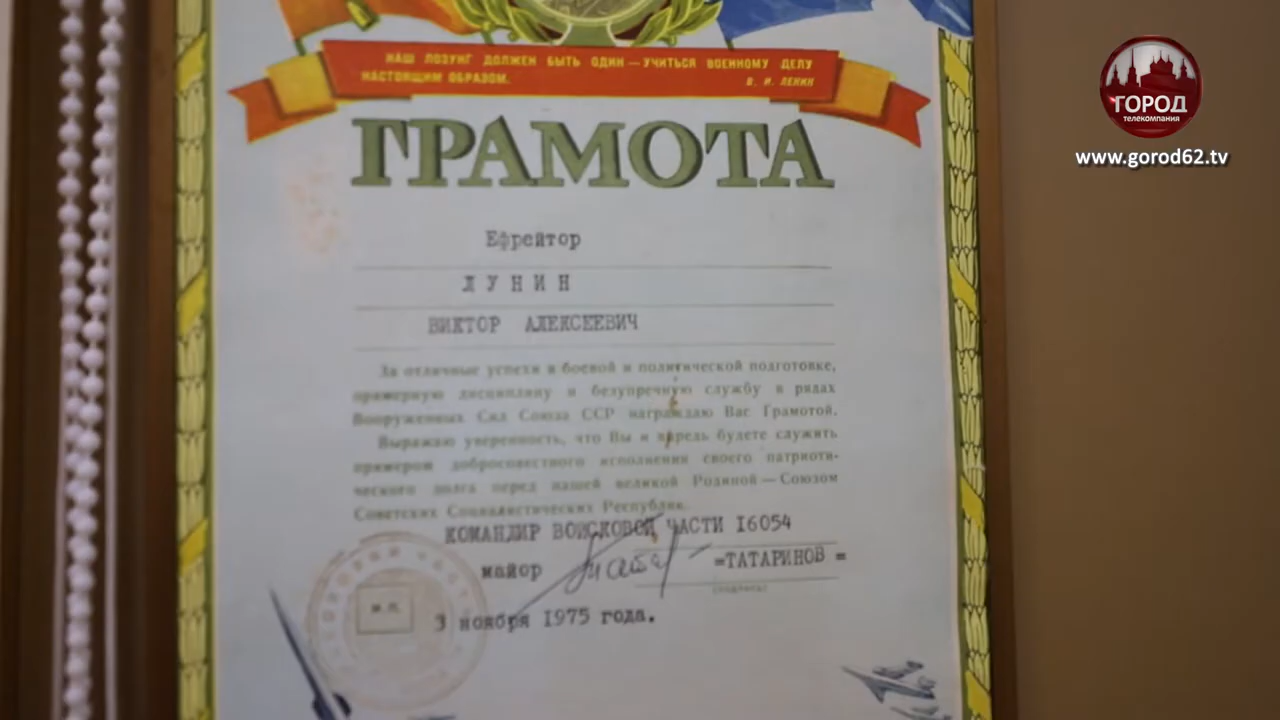 НАШ ЛОЗУНГ ДОЛЖЕН БЫТЬ ОДИН — УЧИТЬСЯ ВОЕННОМУ ДЕЛУ
НАСТОЯЩИМ ОБРАЗОМ.
В. И. ЛЕНИН
ГРАМОТА
Ефрейтор
ЛУНИН
ВИКТОР АЛЕКСЕЕВИЧ
За отличные успехи в боевой и политической подготовке,
примерную дисциплину и безупречную службу в рядах
Вооруженных Сил Союза ССР награждаю Вас Грамотой.
Выражаю уверенность, что Вы и впредь будете служить
примером добросовестного исполнения своего патриоти-
ческого долга перед нашей великой Родиной — Союзом
Советских Социалистических Республик.
КОМАНДИР ВОЙСКОВОЙ ЧАСТИ 16054
майор =ТАТАРИНОВ =
(подпись)
М.П.
3 ноября 1975 года.
ГОРОД
телекомпания
www.gorod62.tv